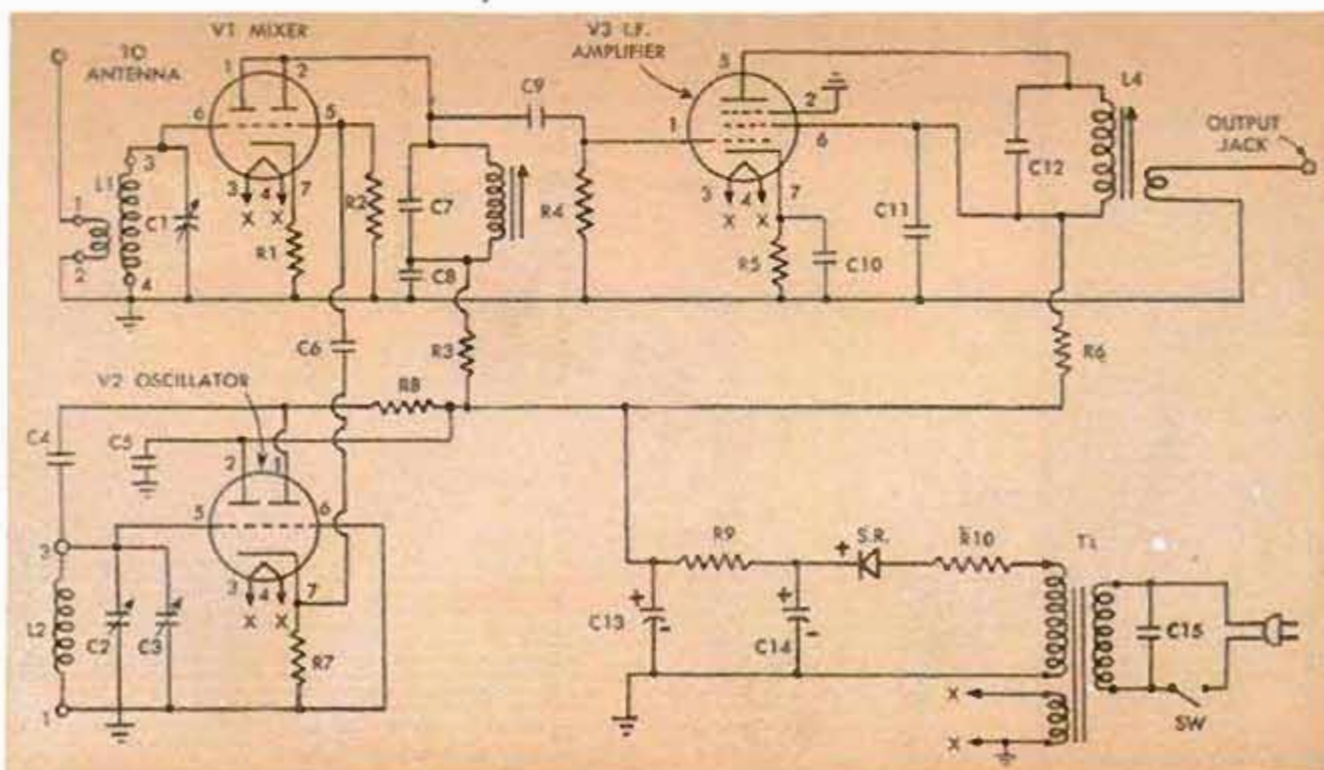 V1 MIXER
V3 I.F.
AMPLIFIER
TO
ANTENNA
1 2
6 5
3 4 7
X X
L1
3
1
2
4
C1
R1
R2
C7
C8
C9
R4
5
2
1
6
3 4 7
X X
R5
C10
C11
C12
L4
OUTPUT
JACK
C6
R3
R6
V2 OSCILLATOR
R8
C4
C5
2 1
5 6
3 4 7
X X
3
L2
1
C2
C3
R7
R9
S.R.
R10
T1
+ + +
C13
-
C14
-
C15
SW
X
X